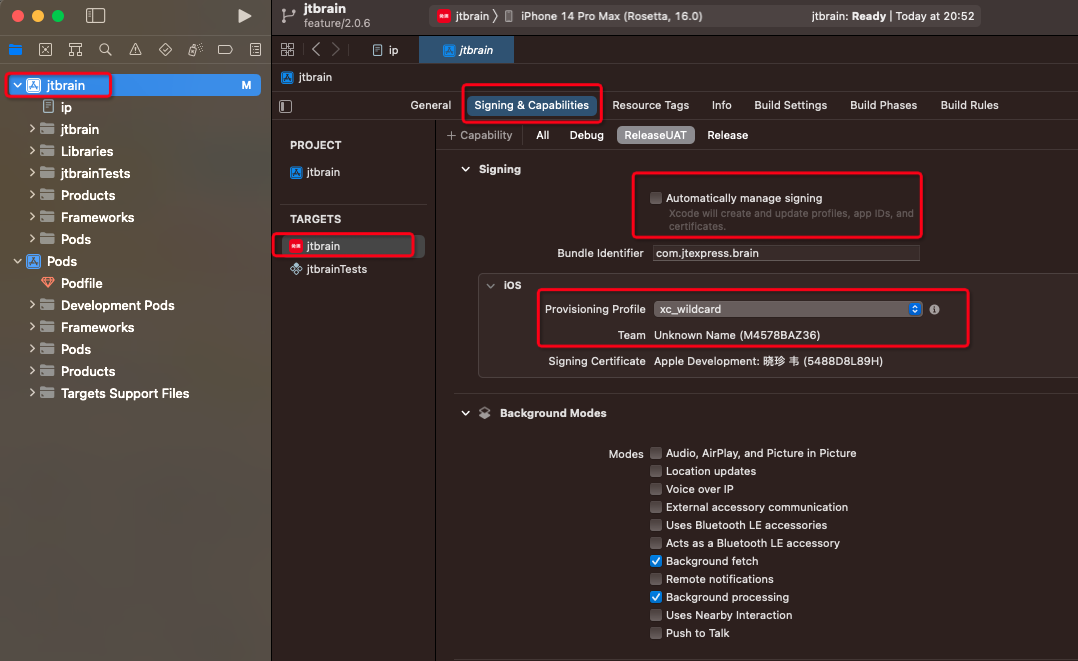 jtbrain
feature/2.0.6
jtbrain
iPhone 14 Pro Max (Rosetta, 16.0)
jtbrain: Ready | Today at 20:52
ip
jtbrain
jtbrain
jtbrain
M
ip
jtbrain
Libraries
jtbrainTests
Products
Frameworks
Pods
Pods
Podfile
Development Pods
Frameworks
Pods
Products
Targets Support Files
General
Signing & Capabilities
Resource Tags
Info
Build Settings
Build Phases
Build Rules
PROJECT
jtbrain
TARGETS
jtbrain
jtbrainTests
+ Capability
All
Debug
ReleaseUAT
Release
Signing
Automatically manage signing
Xcode will create and update profiles, app IDs, and
certificates.
Bundle Identifier com.jtexpress.brain
iOS
Provisioning Profile xc_wildcard
Team Unknown Name (M4578BAZ36)
Signing Certificate Apple Development: 晓珍 韦 (5488D8L89H)
Background Modes
Modes
Audio, AirPlay, and Picture in Picture
Location updates
Voice over IP
External accessory communication
Uses Bluetooth LE accessories
Acts as a Bluetooth LE accessory
Background fetch
Remote notifications
Background processing
Uses Nearby Interaction
Push to Talk